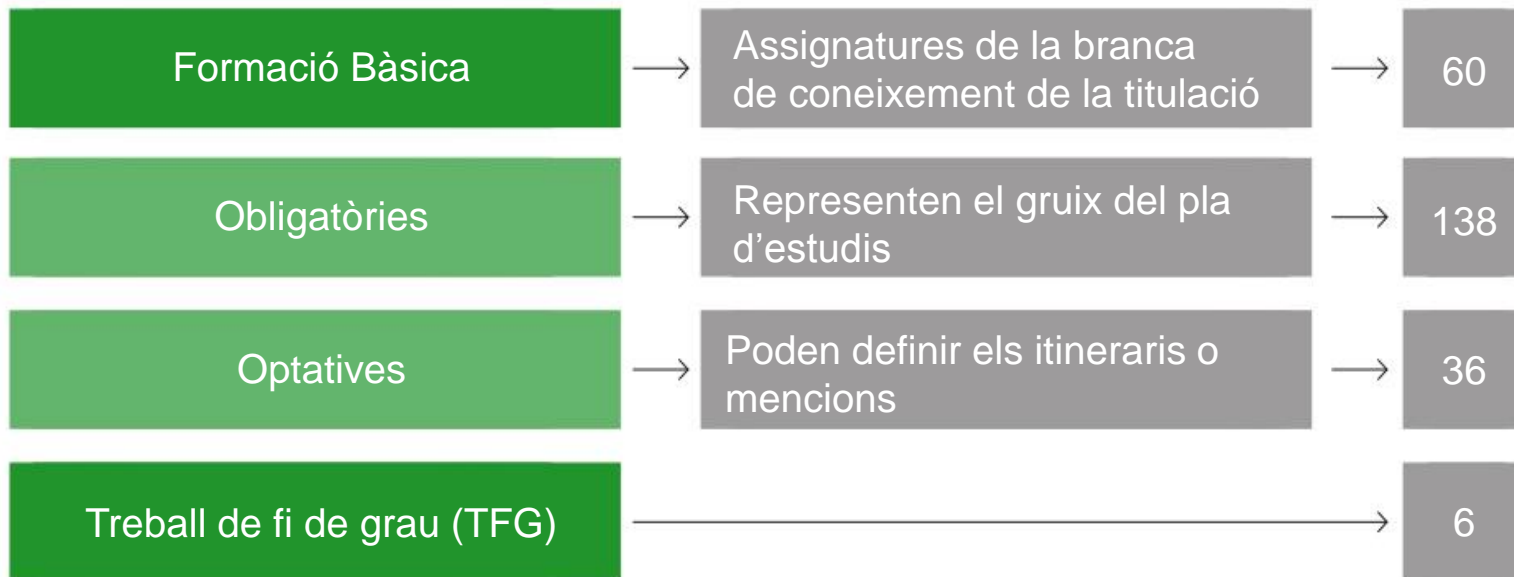 Formació Bàsica
Assignatures de la branca
de coneixement de la titulació
60
Obligatòries
Representen el gruix del pla
d’estudis
138
Optatives
Poden definir els itineraris o
mencions
36
Treball de fi de grau (TFG)
6